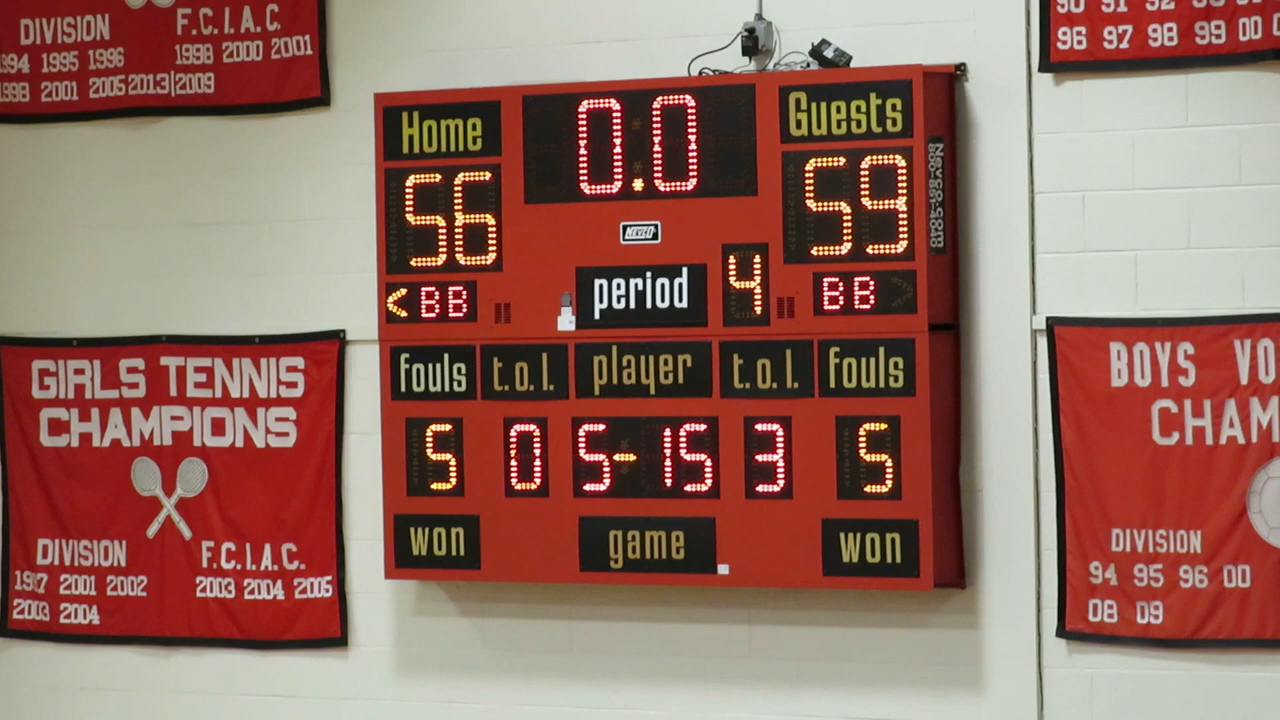 DIVISION F.C.I.A.C.
1994 1995 1996 1998 2000 2001
1998 2001 2005 2013|2009
96 97 98 99 00
Home 0.0 Guests
56 59
NEVCO
< BB period 4 BB
Nevco.com
fouls t.o.l. player t.o.l. fouls
5 0 5-15 3 5
won game won
GIRLS TENNIS
CHAMPIONS
DIVISION F.C.I.A.C.
1997 2001 2002 2003 2004 2005
2003 2004
BOYS VO
CHAM
DIVISION
94 95 96 00
08 09